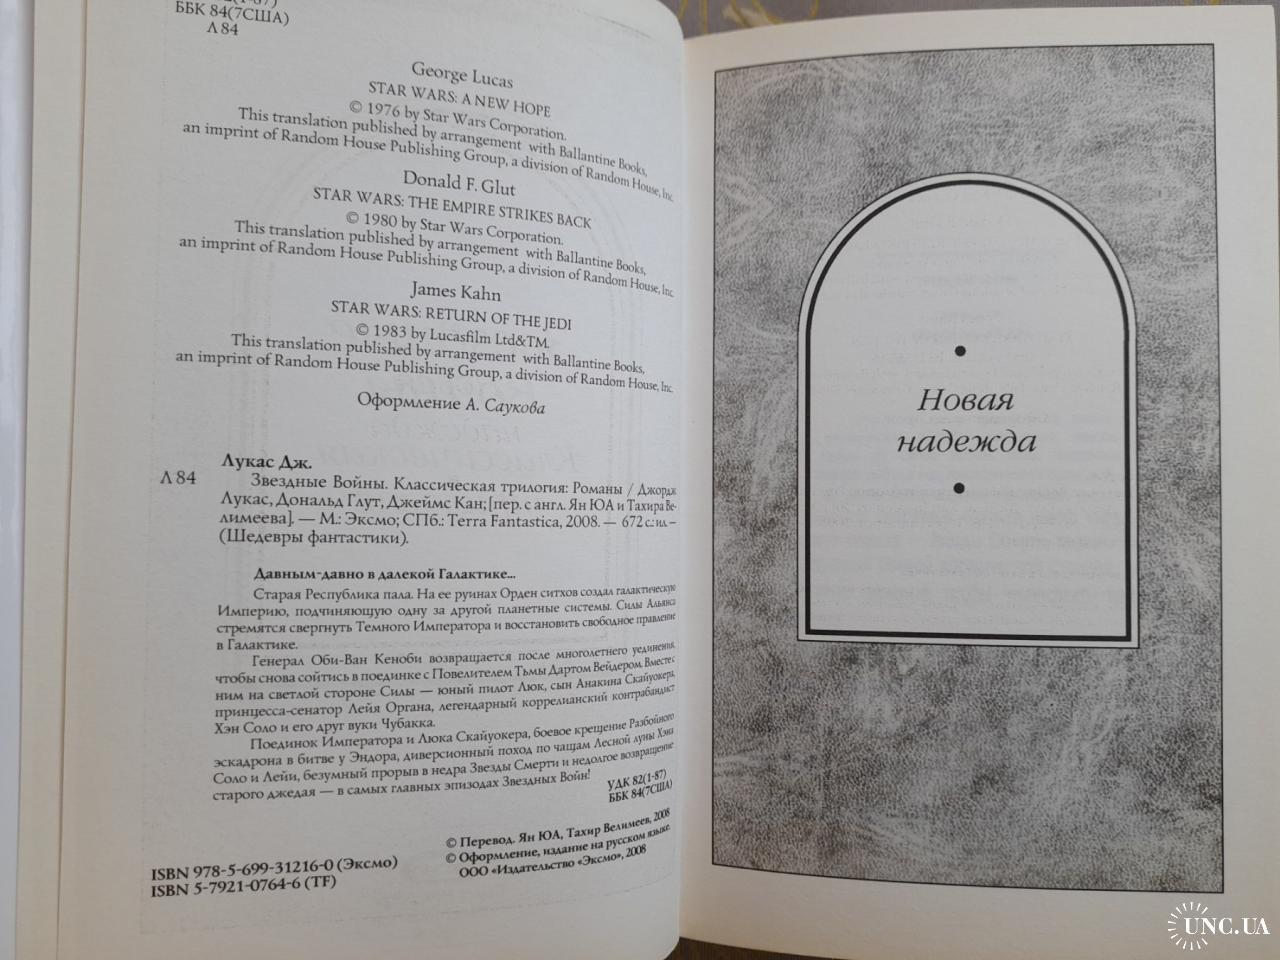 ББК 84(7США)
Л 84
George Lucas
STAR WARS: A NEW HOPE
© 1976 by Star Wars Corporation.
This translation published by arrangement with Ballantine Books,
an imprint of Random House Publishing Group, a division of Random House, Inc.
Donald F. Glut
STAR WARS: THE EMPIRE STRIKES BACK
© 1980 by Star Wars Corporation.
This translation published by arrangement with Ballantine Books,
an imprint of Random House Publishing Group, a division of Random House, Inc.
James Kahn
STAR WARS: RETURN OF THE JEDI
© 1983 by Lucasfilm Ltd&TM.
This translation published by arrangement with Ballantine Books,
an imprint of Random House Publishing Group, a division of Random House, Inc.
Оформление А. Саукова
Лукас Дж.
Л 84 Звездные Войны. Классическая трилогия: Романы / Джордж
Лукас, Дональд Глут, Джеймс Кан; [пер. с англ. Ян ЮА и Тахира Ве-
лимеева]. — М.: Эксмо; СПб.: Terra Fantastica, 2008. — 672 с.: ил —
(Шедевры фантастики).
Давным-давно в далекой Галактике...
Старая Республика пала. На ее руинах Орден ситхов создал галактическую
Империю, подчиняющую одну за другой планетные системы. Силы Альянса
стремятся свергнуть Темного Императора и восстановить свободное правление
в Галактике.
Генерал Оби-Ван Кеноби возвращается после многолетнего уединения,
чтобы снова сойтись в поединке с Повелителем Тьмы Дартом Вейдером. Вместе с
ним на светлой стороне Силы — юный пилот Люк, сын Анакина Скайуокера,
принцесса-сенатор Лейя Органа, легендарный кореллианский контрабандист
Хэн Соло и его друг вуки Чубакка.
Поединок Императора и Люка Скайуокера, боевое крещение Разбойного
эскадрона в битве у Эндора, диверсионный поход по чащам Лесной луны Хэна
Соло и Лейи, безумный прорыв в недра Звезды Смерти и недолгое возвращение
старого джедая — в самых главных эпизодах Звездных Войн!
УДК 82(1-87)
ББК 84(7США)
© Перевод. Ян ЮА, Тахир Велимеев, 2008
© Оформление, издание на русском языке.
ООО «Издательство «Эксмо», 2008
ISBN 978-5-699-31216-0 (Эксмо)
ISBN 5-7921-0764-6 (TF)
Новая
надежда
UNC.UA